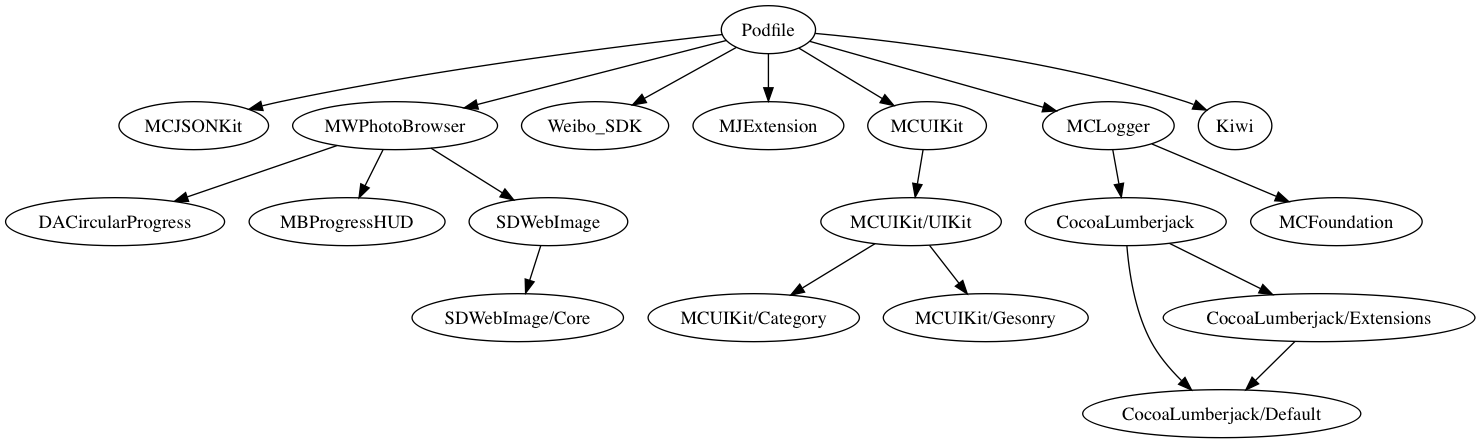 Podfile
MCJSONKit
MWPhotoBrowser
Weibo_SDK
MJExtension
MCUIKit
MCLogger
Kiwi
DACircularProgress
MBProgressHUD
SDWebImage
MCUIKit/UIKit
CocoaLumberjack
MCFoundation
SDWebImage/Core
MCUIKit/Category
MCUIKit/Gesonry
CocoaLumberjack/Extensions
CocoaLumberjack/Default